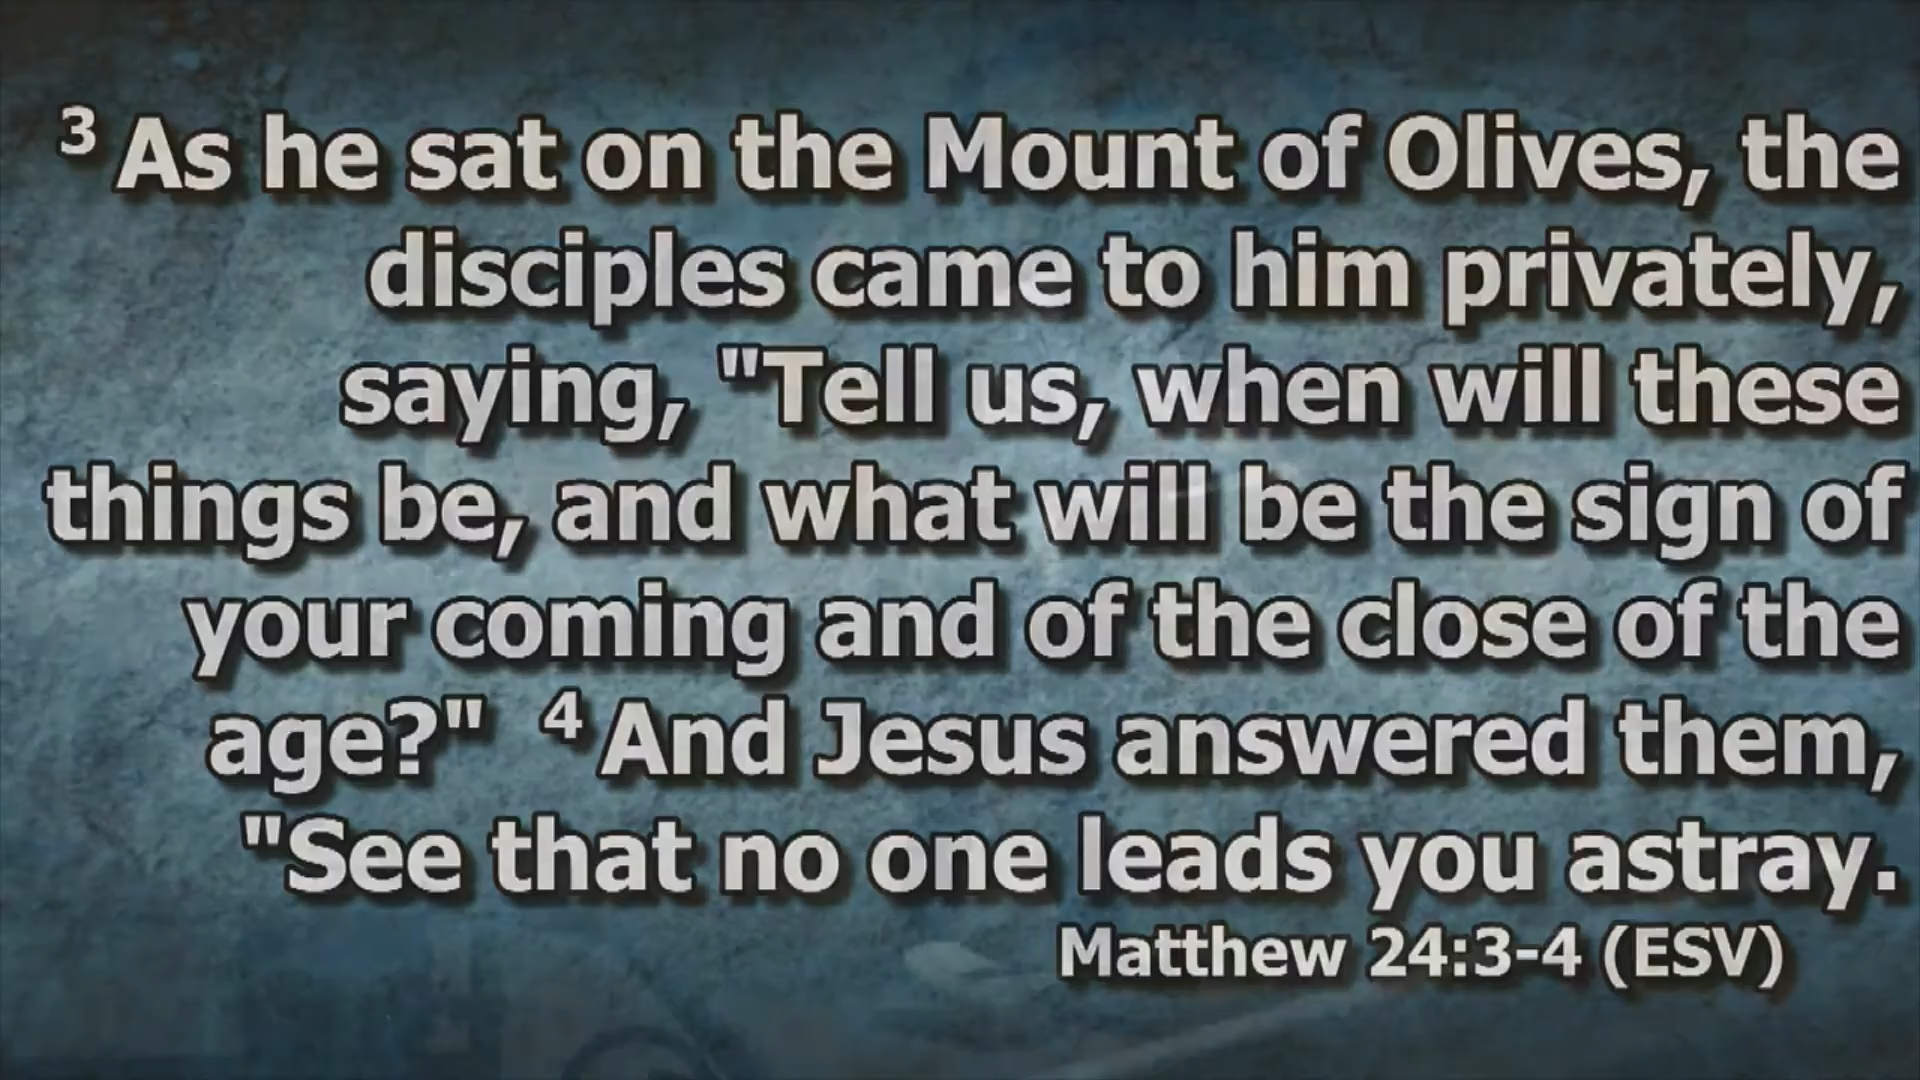 3 As he sat on the Mount of Olives, the
disciples came to him privately,
saying, "Tell us, when will these
things be, and what will be the sign of
your coming and of the close of the
age?" 4 And Jesus answered them,
"See that no one leads you astray.
Matthew 24:3-4 (ESV)